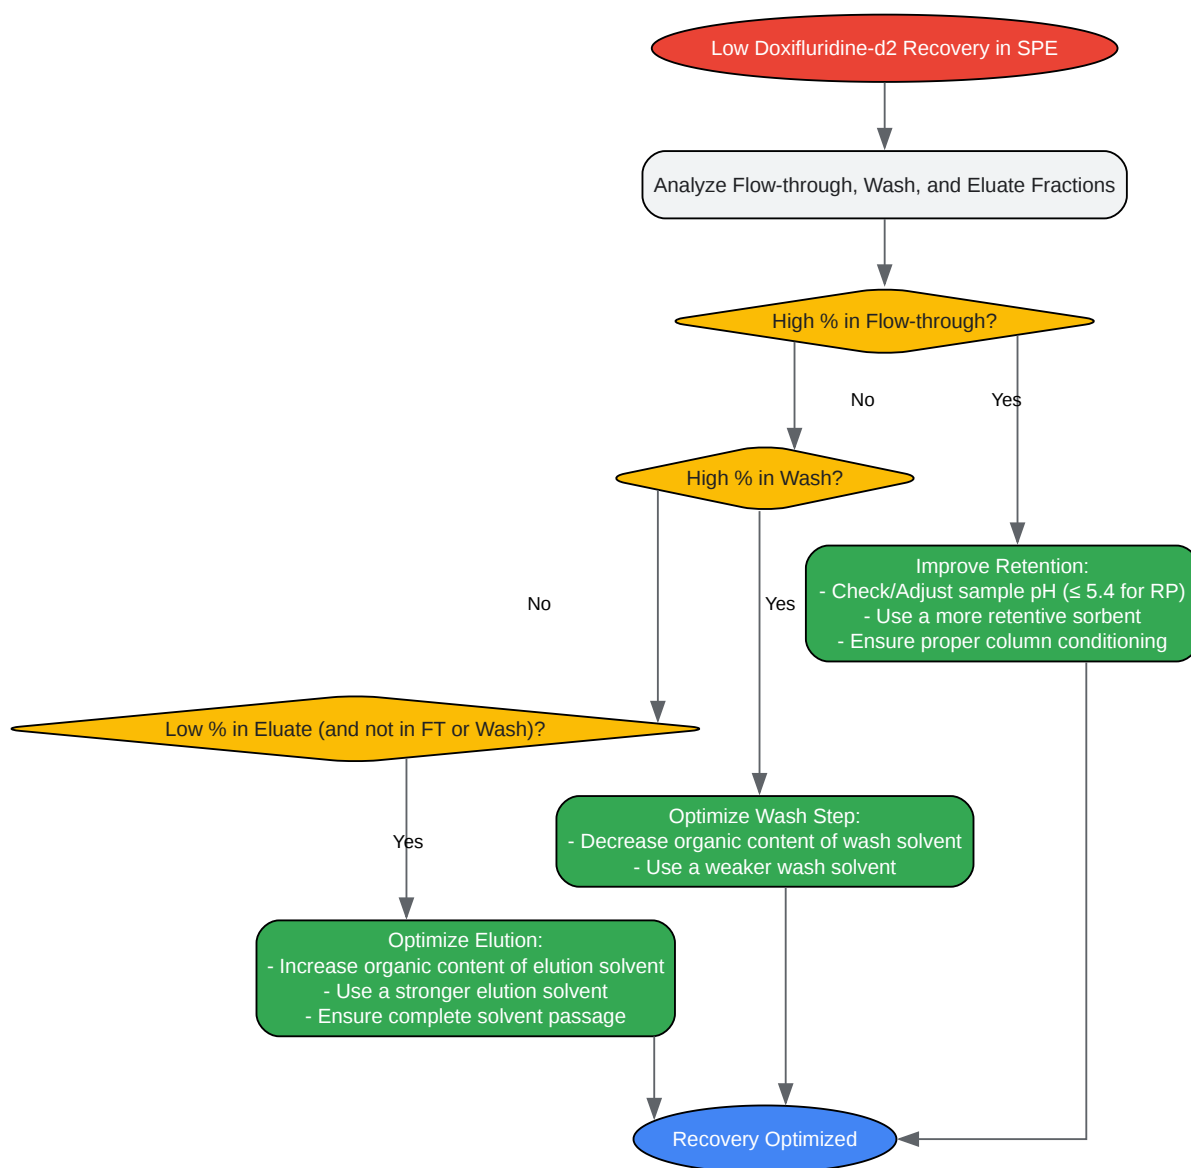 Low Doxifluridine-d2 Recovery in SPE
Analyze Flow-through, Wash, and Eluate Fractions
High % in Flow-through?
No
Yes
High % in Wash?
Improve Retention:
- Check/Adjust sample pH (≤ 5.4 for RP)
- Use a more retentive sorbent
- Ensure proper column conditioning
No
Yes
Low % in Eluate (and not in FT or Wash)?
Optimize Wash Step:
- Decrease organic content of wash solvent
- Use a weaker wash solvent
Yes
Optimize Elution:
- Increase organic content of elution solvent
- Use a stronger elution solvent
- Ensure complete solvent passage
Recovery Optimized